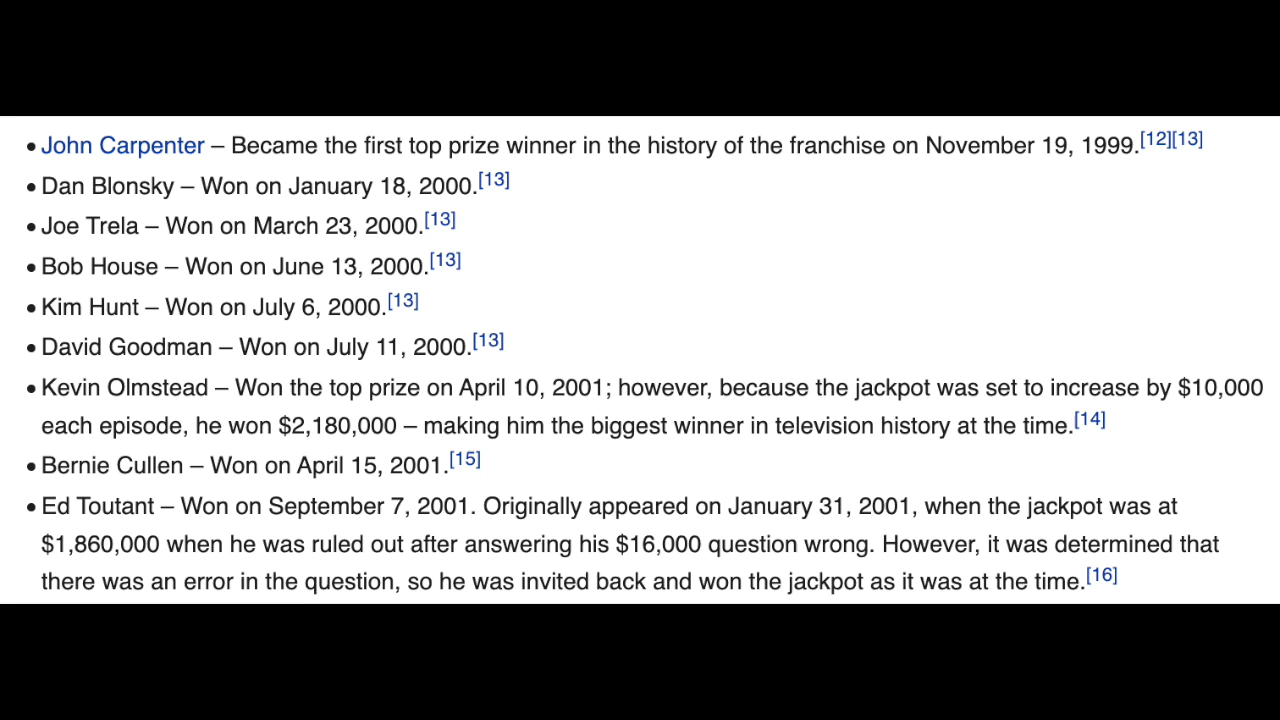 • John Carpenter – Became the first top prize winner in the history of the franchise on November 19, 1999.[12][13]
• Dan Blonsky – Won on January 18, 2000.[13]
• Joe Trela – Won on March 23, 2000.[13]
• Bob House – Won on June 13, 2000.[13]
• Kim Hunt – Won on July 6, 2000.[13]
• David Goodman – Won on July 11, 2000.[13]
• Kevin Olmstead – Won the top prize on April 10, 2001; however, because the jackpot was set to increase by $10,000
each episode, he won $2,180,000 – making him the biggest winner in television history at the time.[14]
• Bernie Cullen – Won on April 15, 2001.[15]
• Ed Toutant – Won on September 7, 2001. Originally appeared on January 31, 2001, when the jackpot was at
$1,860,000 when he was ruled out after answering his $16,000 question wrong. However, it was determined that
there was an error in the question, so he was invited back and won the jackpot as it was at the time.[16]